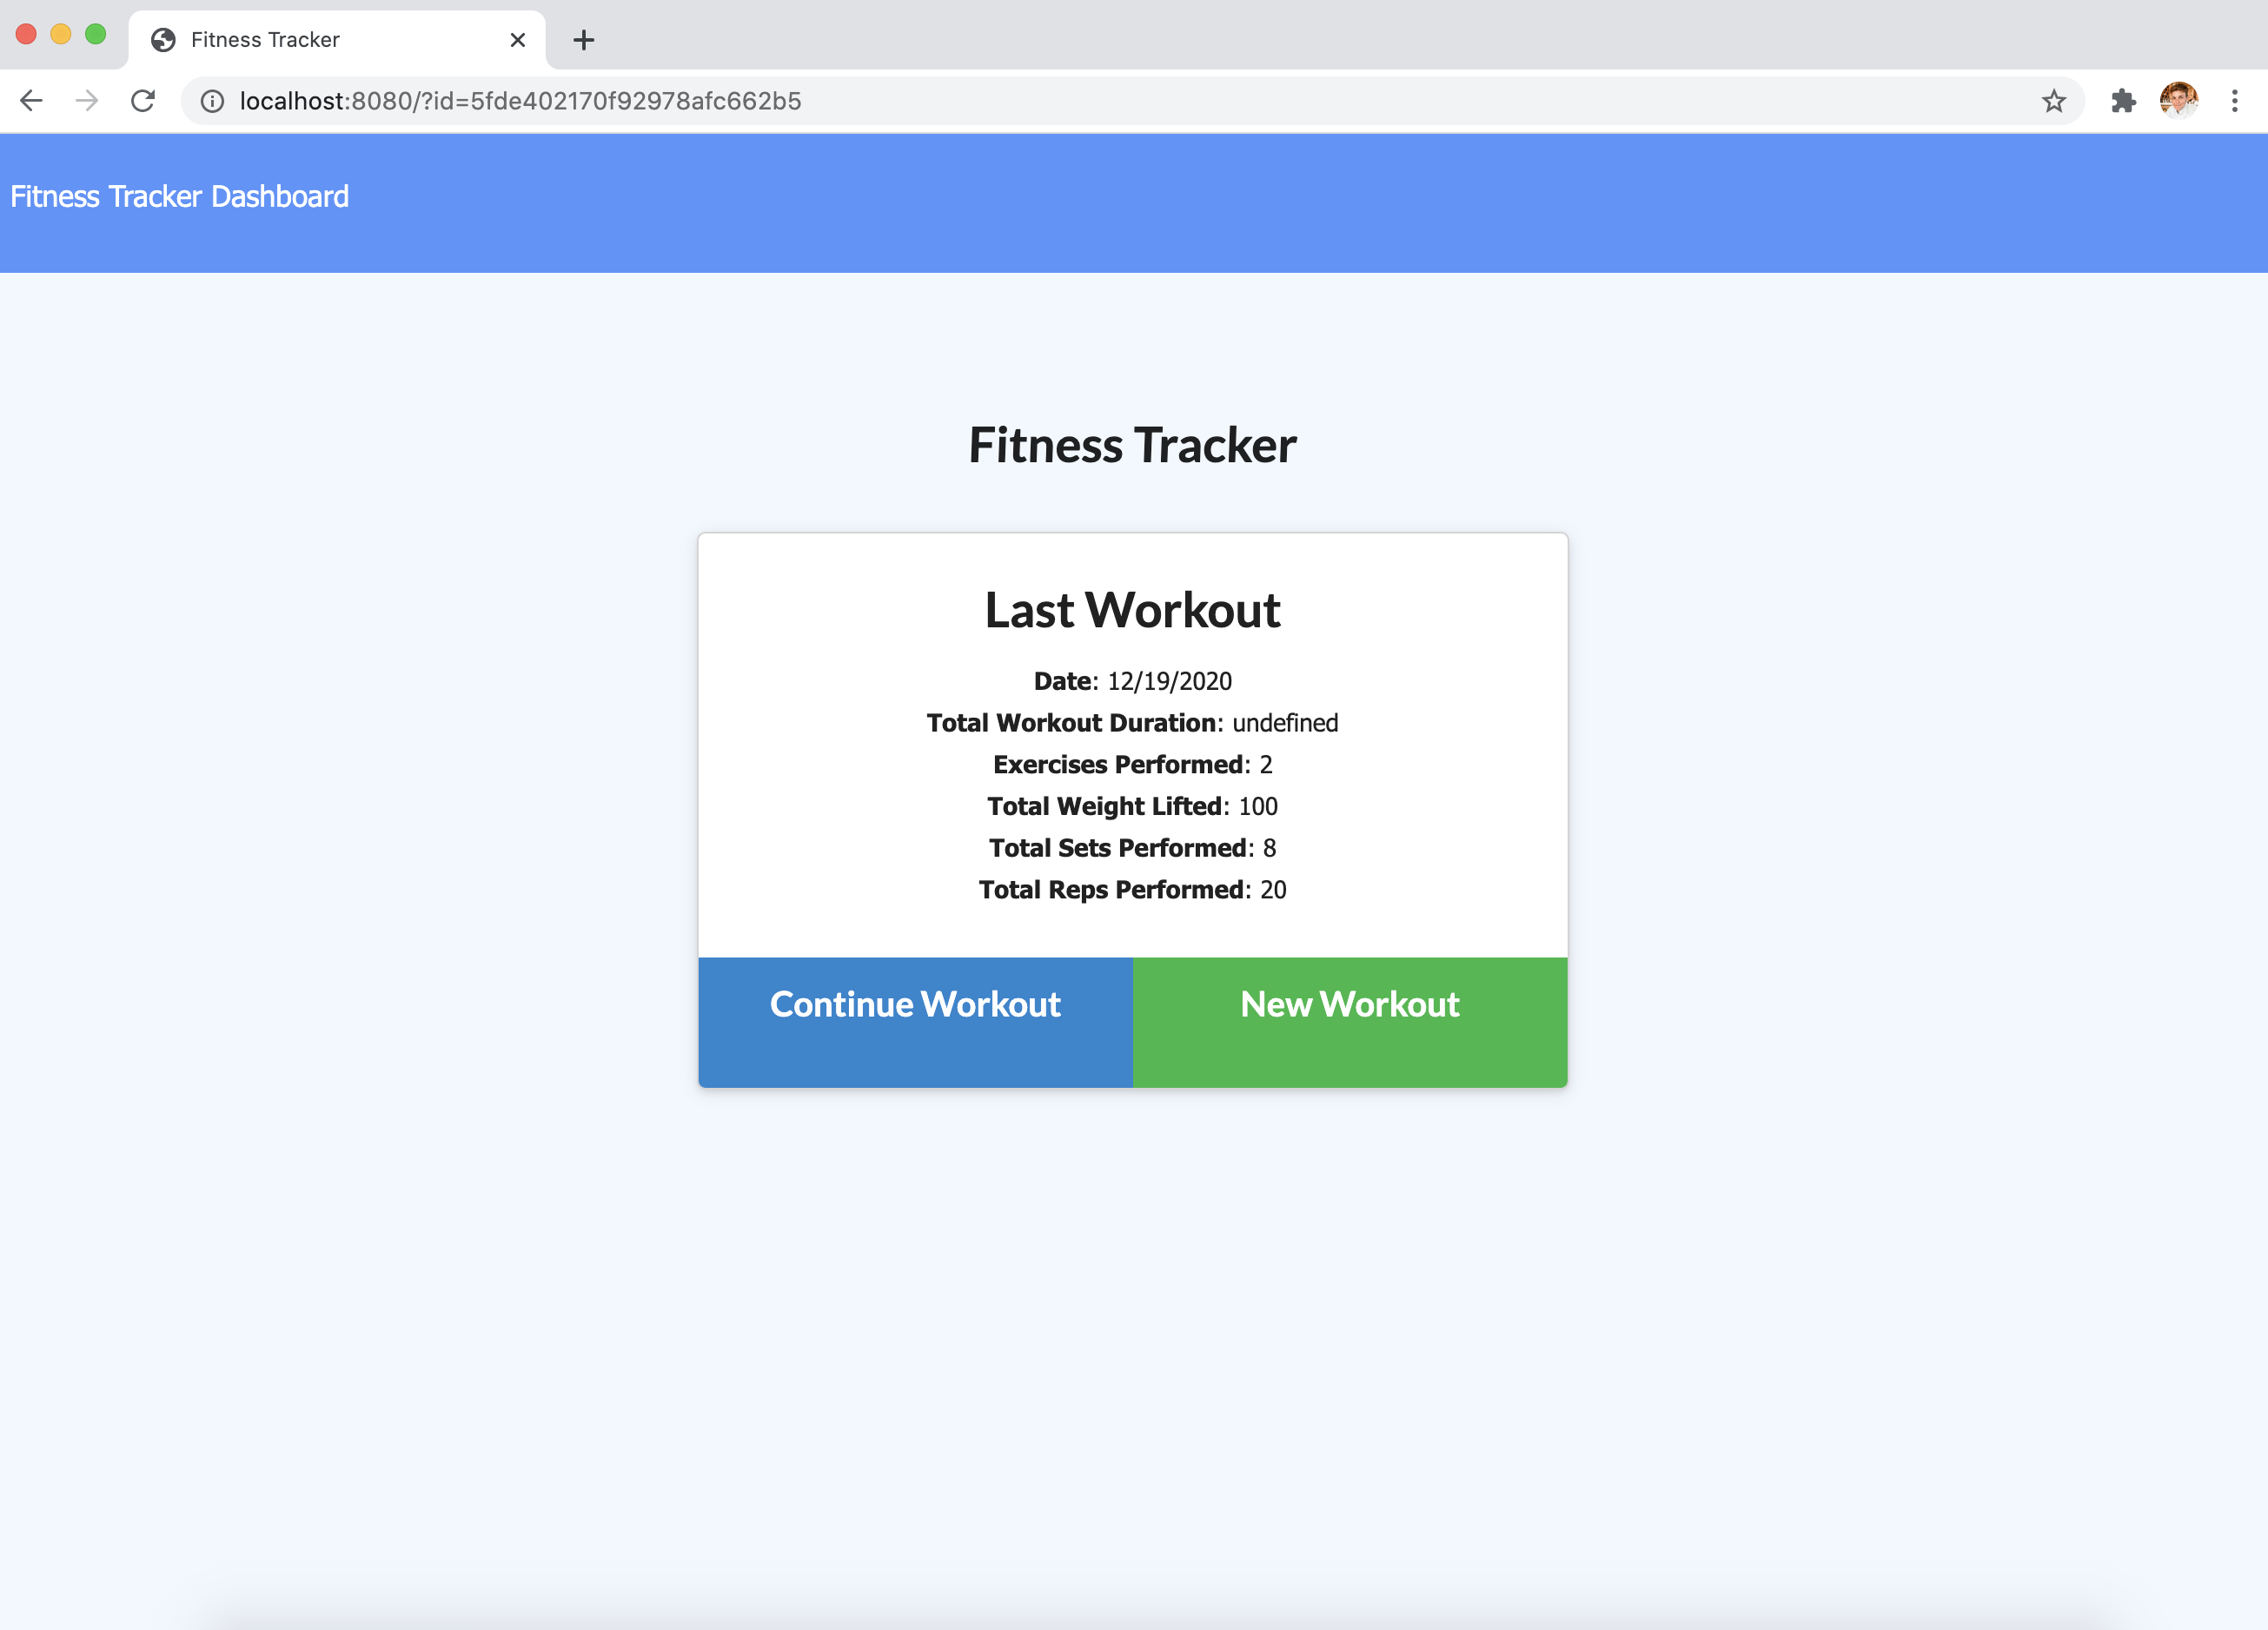 Fitness Tracker
localhost:8080/?id=5fde402170f92978afc662b5
Fitness Tracker Dashboard
Fitness Tracker
Last Workout
Date: 12/19/2020
Total Workout Duration: undefined
Exercises Performed: 2
Total Weight Lifted: 100
Total Sets Performed: 8
Total Reps Performed: 20
Continue Workout
New Workout